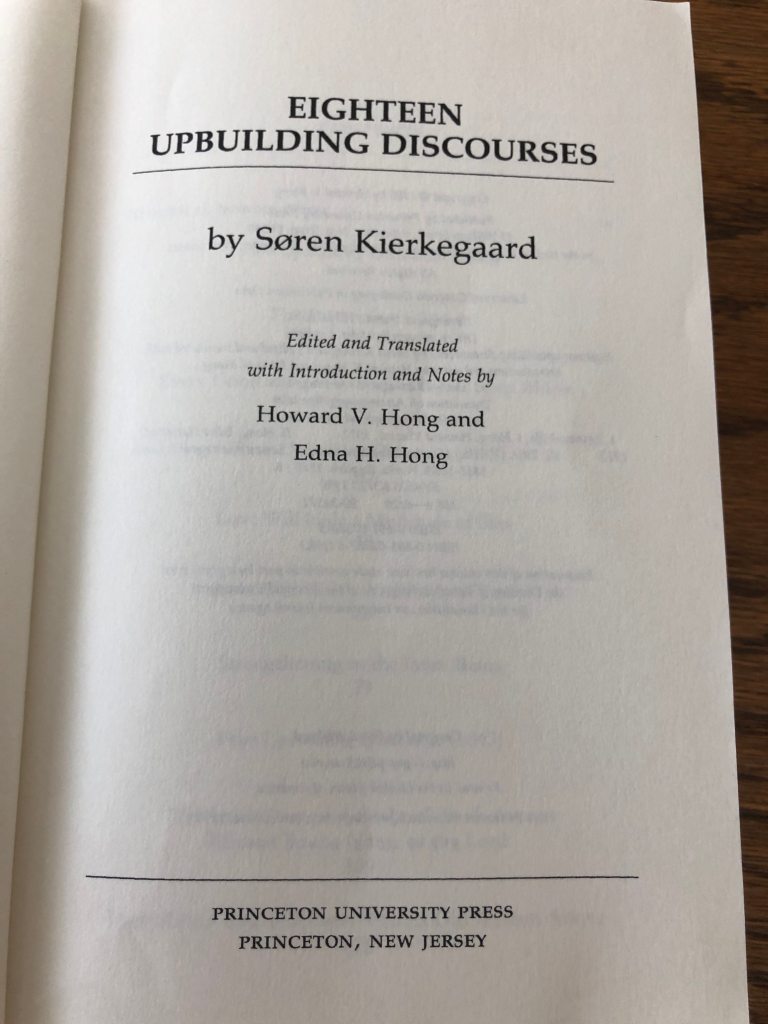 EIGHTEEN
UPBUILDING DISCOURSES
by Søren Kierkegaard
Edited and Translated
with Introduction and Notes by
Howard V. Hong and
Edna H. Hong
PRINCETON UNIVERSITY PRESS
PRINCETON, NEW JERSEY